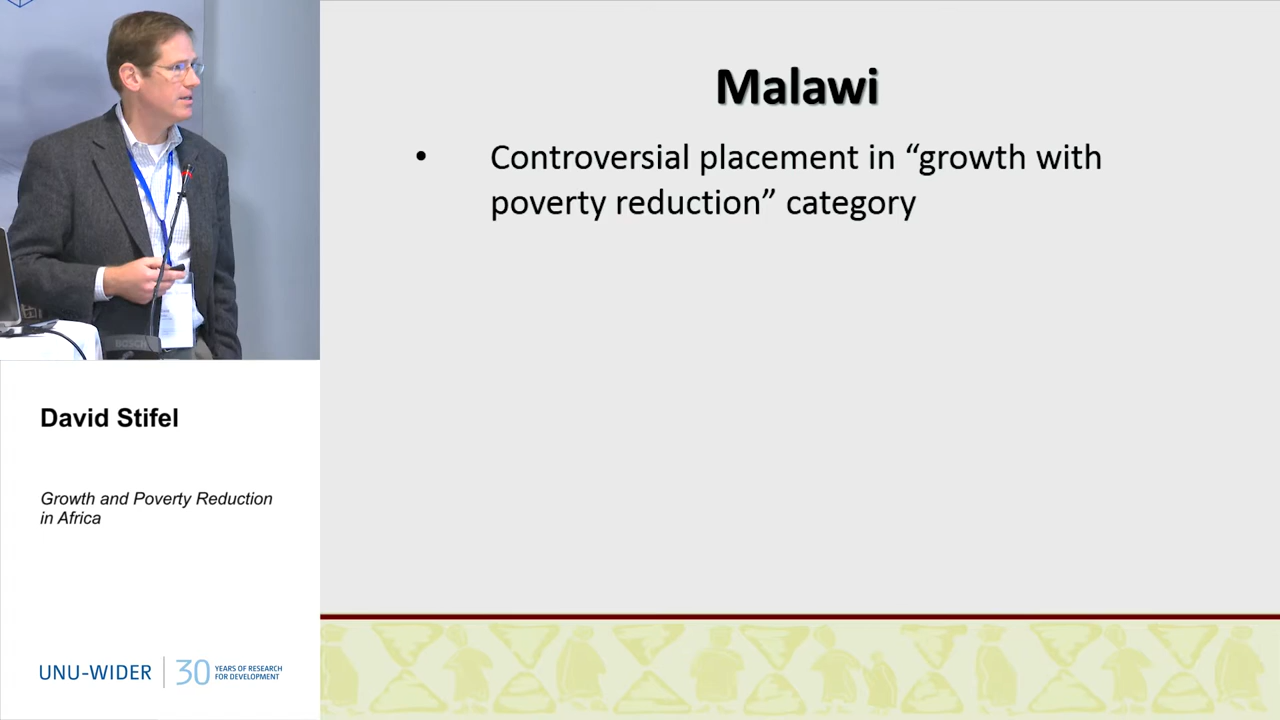 Malawi
• Controversial placement in “growth with
poverty reduction” category
BOSCH
David Stifel
Growth and Poverty Reduction
in Africa
UNU-WIDER
30 YEARS OF RESEARCH
FOR DEVELOPMENT